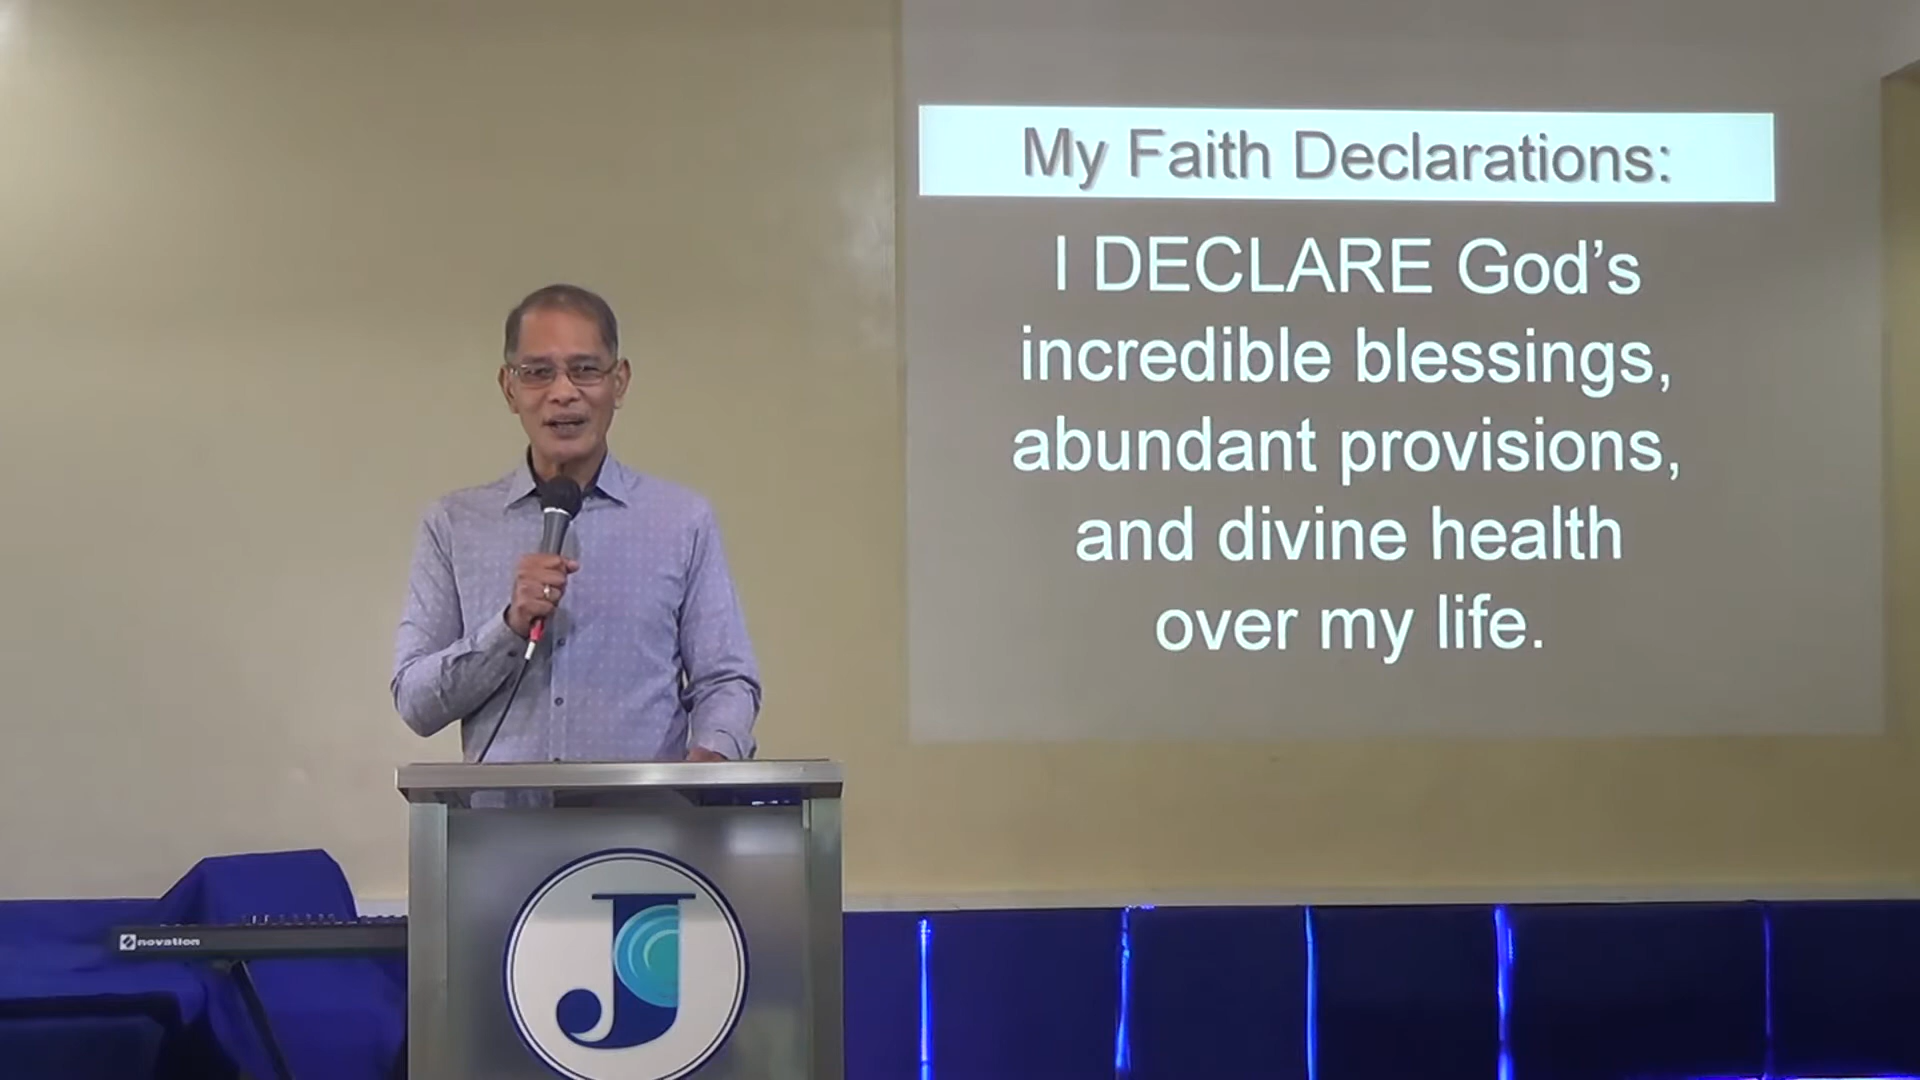 My Faith Declarations:
I DECLARE God's
incredible blessings,
abundant provisions,
and divine health
over my life.
novation
J